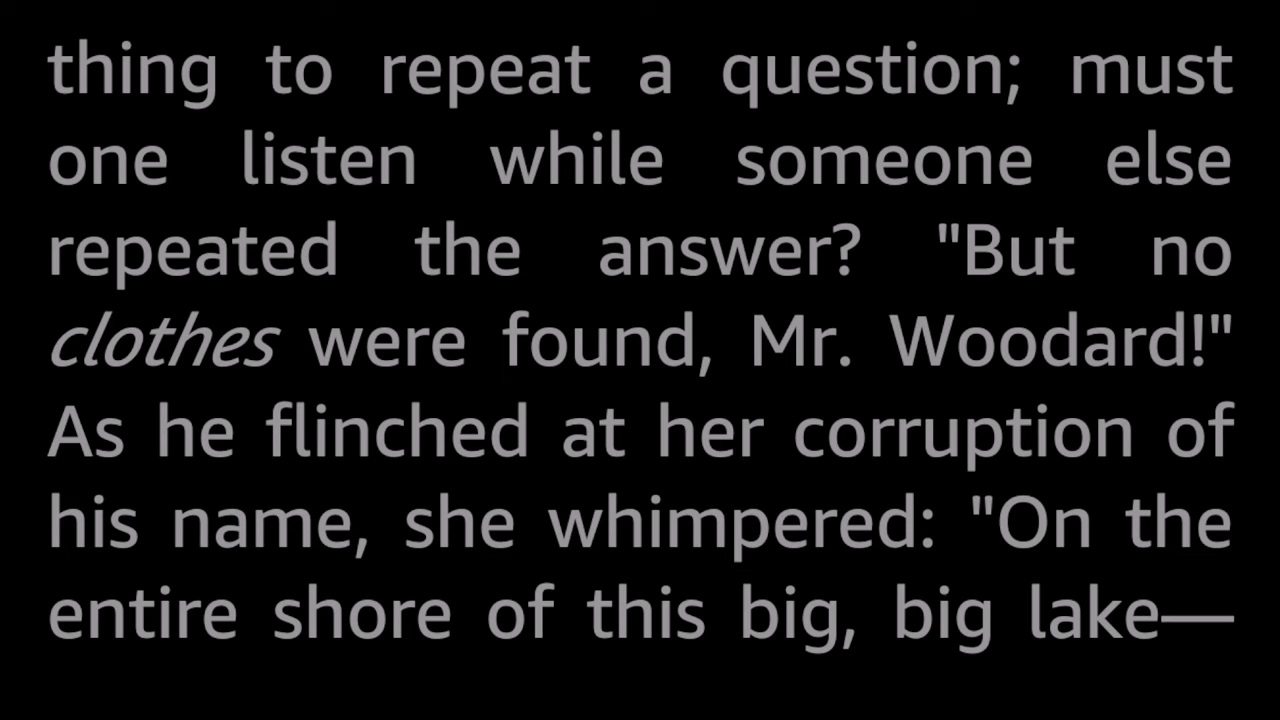 thing to repeat a question; must
one listen while someone else
repeated the answer? "But no
clothes were found, Mr. Woodard!"
As he flinched at her corruption of
his name, she whimpered: "On the
entire shore of this big, big lake—